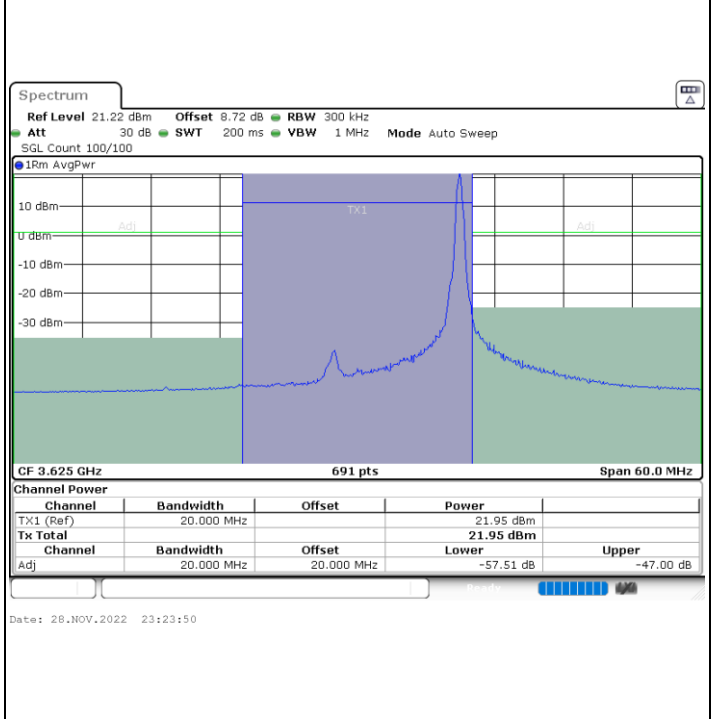 Spectrum
Ref Level 21.22 dBm Offset 8.72 dB RBW 300 kHz
Att 30 dB SWT 200 ms VBW 1 MHz Mode Auto Sweep
SGL Count 100/100
1Rm AvgPwr
10 dBm
TX1
Adj
Adj
0 dBm
-10 dBm
-20 dBm
-30 dBm
CF 3.625 GHz 691 pts Span 60.0 MHz
Channel Power
Channel Bandwidth Offset Power
TX1 (Ref) 20.000 MHz 21.95 dBm
Tx Total 21.95 dBm
Channel Bandwidth Offset Lower Upper
Adj 20.000 MHz 20.000 MHz -57.51 dB -47.00 dB
Ready
Date: 28.NOV.2022 23:23:50